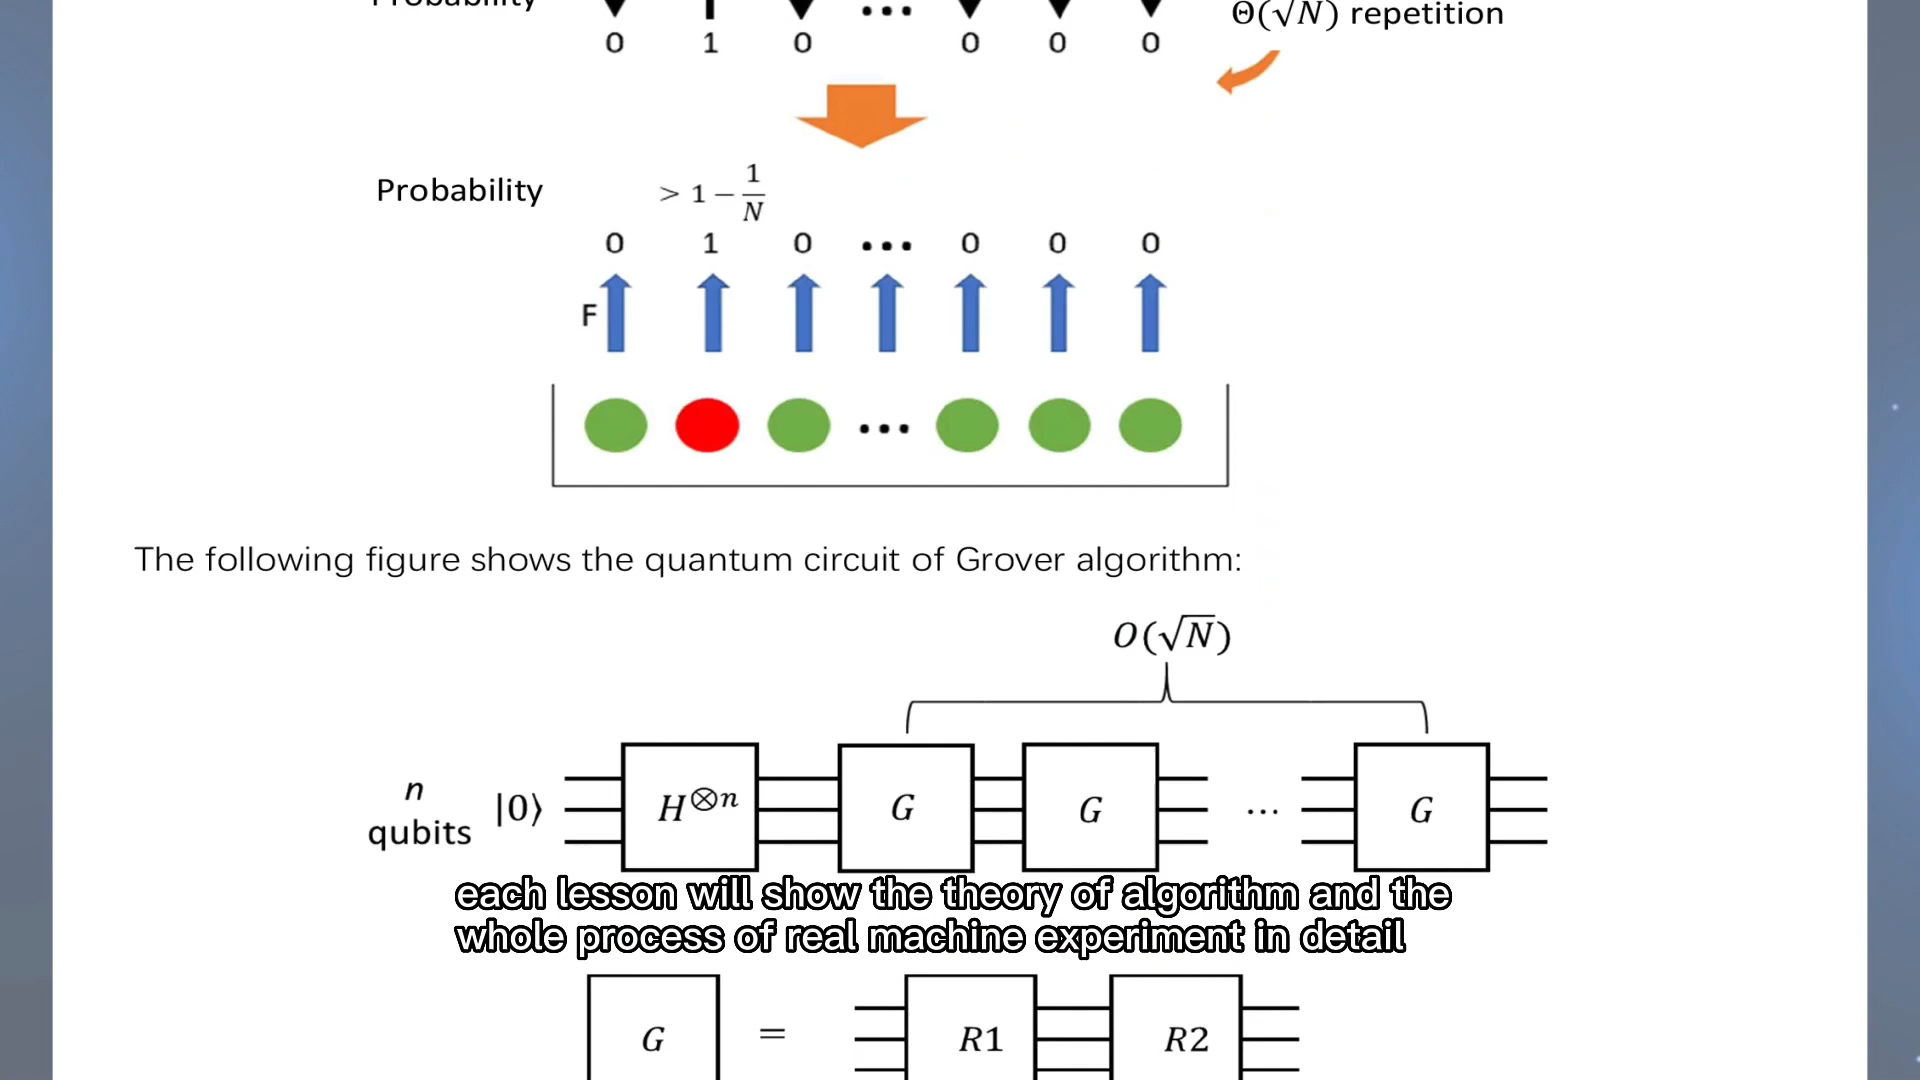 Probability
Θ(√N) repetition
0 1 0 ... 0 0 0
Probability > 1 − 1/N
0 1 0 ... 0 0 0
F
...
The following figure shows the quantum circuit of Grover algorithm:
O(√N)
n
qubits |0⟩ H⊗n G G ... G
each lesson will show the theory of algorithm and the
whole process of real machine experiment in detail
G = R1 R2